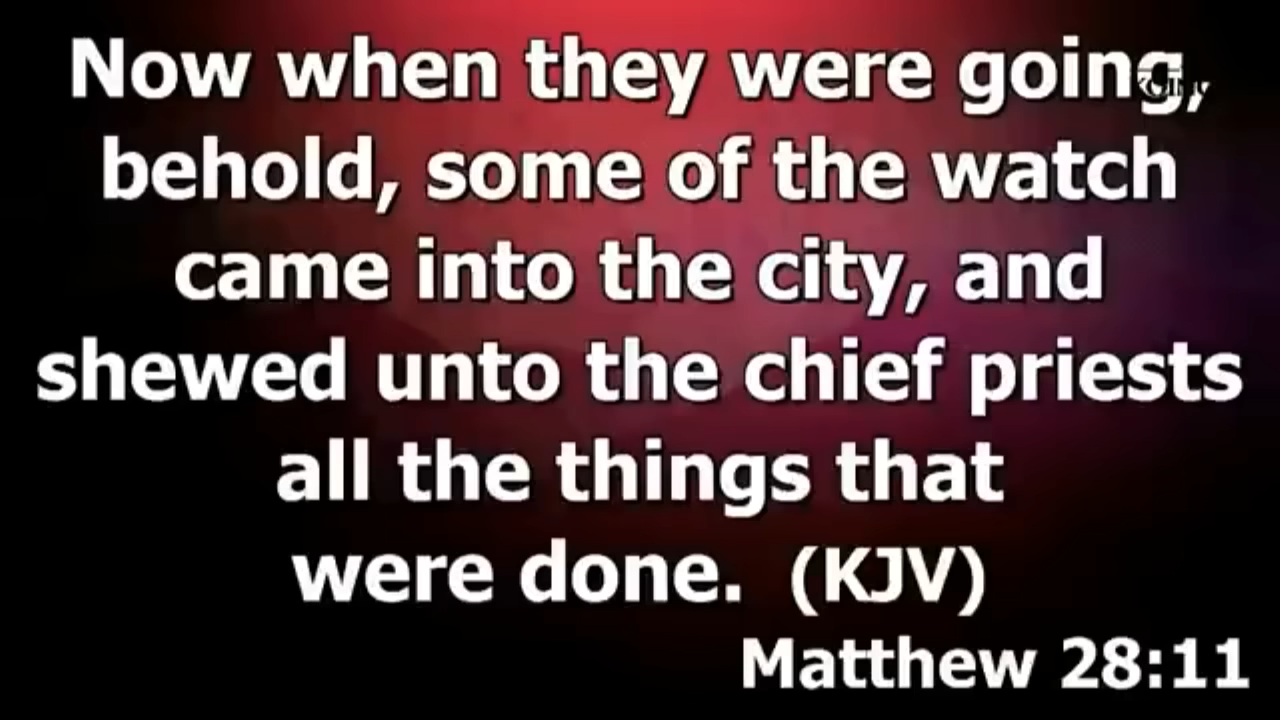 Now when they were going,
behold, some of the watch
came into the city, and
shewed unto the chief priests
all the things that
were done. (KJV)
Matthew 28:11